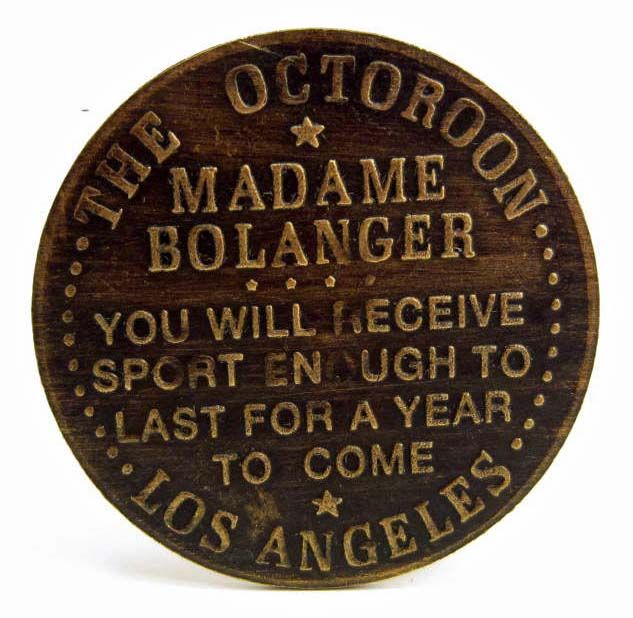 THE OCTOROON
MADAME
BOLANGER
YOU WILL RECEIVE
SPORT ENOUGH TO
LAST FOR A YEAR
TO COME
LOS ANGELES